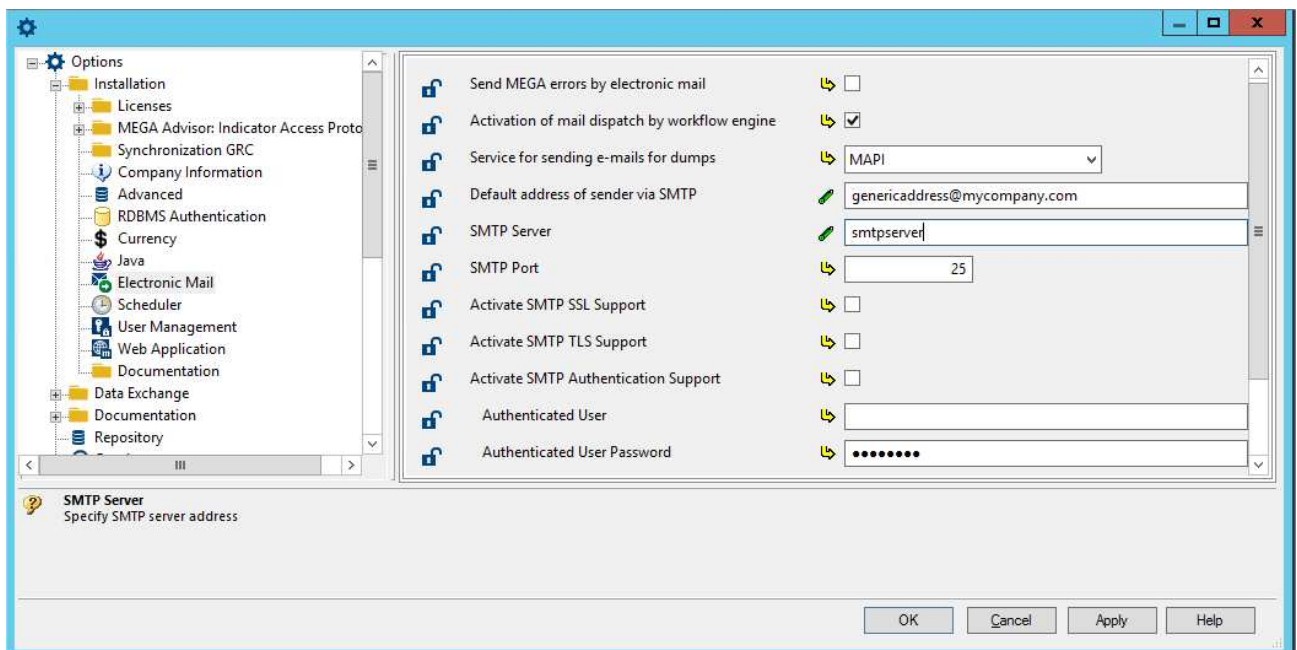 x
Options
Installation
Licenses
MEGA Advisor: Indicator Access Proto
Synchronization GRC
Company Information
Advanced
RDBMS Authentication
Currency
Java
Electronic Mail
Scheduler
User Management
Web Application
Documentation
Data Exchange
Documentation
Repository
Send MEGA errors by electronic mail
Activation of mail dispatch by workflow engine
Service for sending e-mails for dumps MAPI
Default address of sender via SMTP genericaddress@mycompany.com
SMTP Server smtpserver
SMTP Port 25
Activate SMTP SSL Support
Activate SMTP TLS Support
Activate SMTP Authentication Support
Authenticated User
Authenticated User Password ••••••••
SMTP Server
Specify SMTP server address
OK Cancel Apply Help